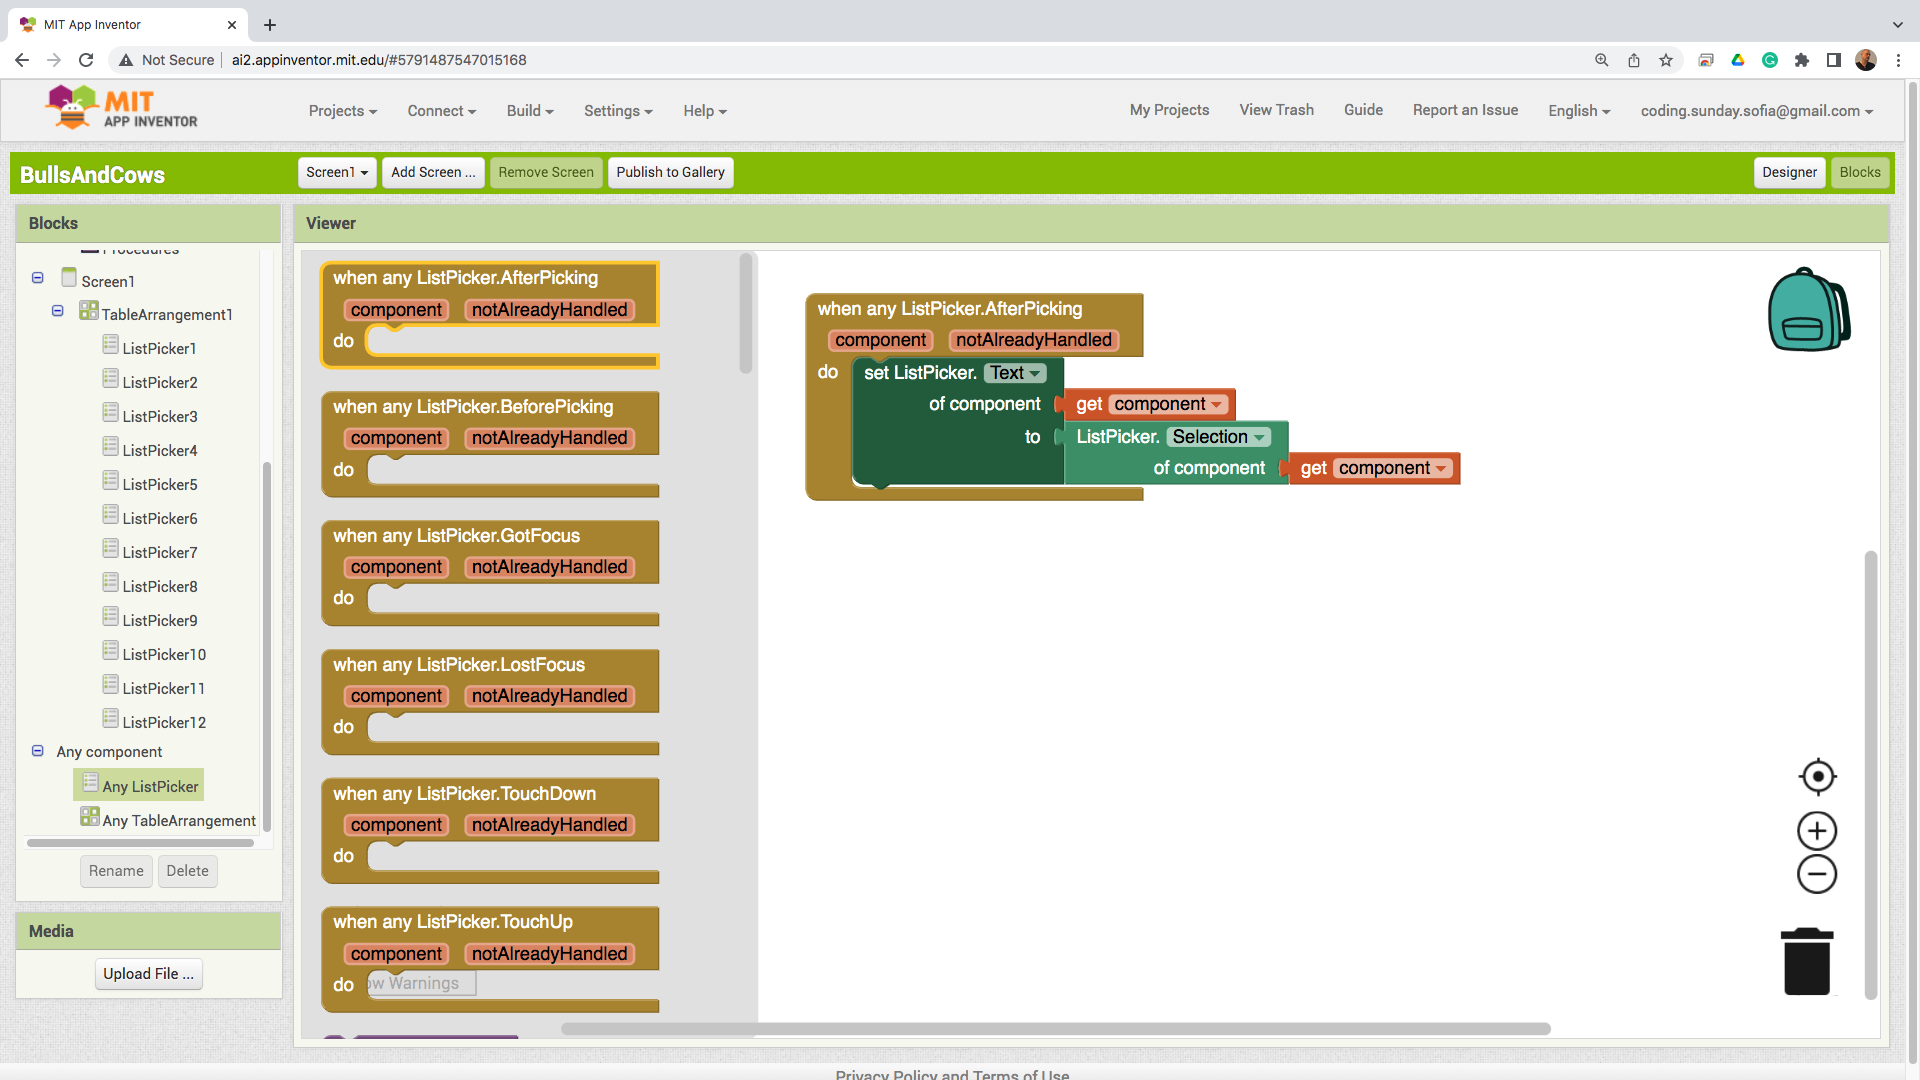 MIT App Inventor
Not Secure
ai2.appinventor.mit.edu/#5791487547015168
MIT
APP INVENTOR
Projects
Connect
Build
Settings
Help
My Projects
View Trash
Guide
Report an Issue
English
coding.sunday.sofia@gmail.com
BullsAndCows
Screen1
Add Screen ...
Remove Screen
Publish to Gallery
Designer
Blocks
Blocks
Procedures
Screen1
TableArrangement1
ListPicker1
ListPicker2
ListPicker3
ListPicker4
ListPicker5
ListPicker6
ListPicker7
ListPicker8
ListPicker9
ListPicker10
ListPicker11
ListPicker12
Any component
Any ListPicker
Any TableArrangement
Rename
Delete
Media
Upload File ...
Viewer
when any ListPicker.AfterPicking
component notAlreadyHandled
do
when any ListPicker.BeforePicking
component notAlreadyHandled
do
when any ListPicker.GotFocus
component notAlreadyHandled
do
when any ListPicker.LostFocus
component notAlreadyHandled
do
when any ListPicker.TouchDown
component notAlreadyHandled
do
when any ListPicker.TouchUp
component notAlreadyHandled
do
ow Warnings
when any ListPicker.AfterPicking
component notAlreadyHandled
do set ListPicker. Text
of component get component
to ListPicker. Selection
of component get component
Privacy Policy and Terms of Use